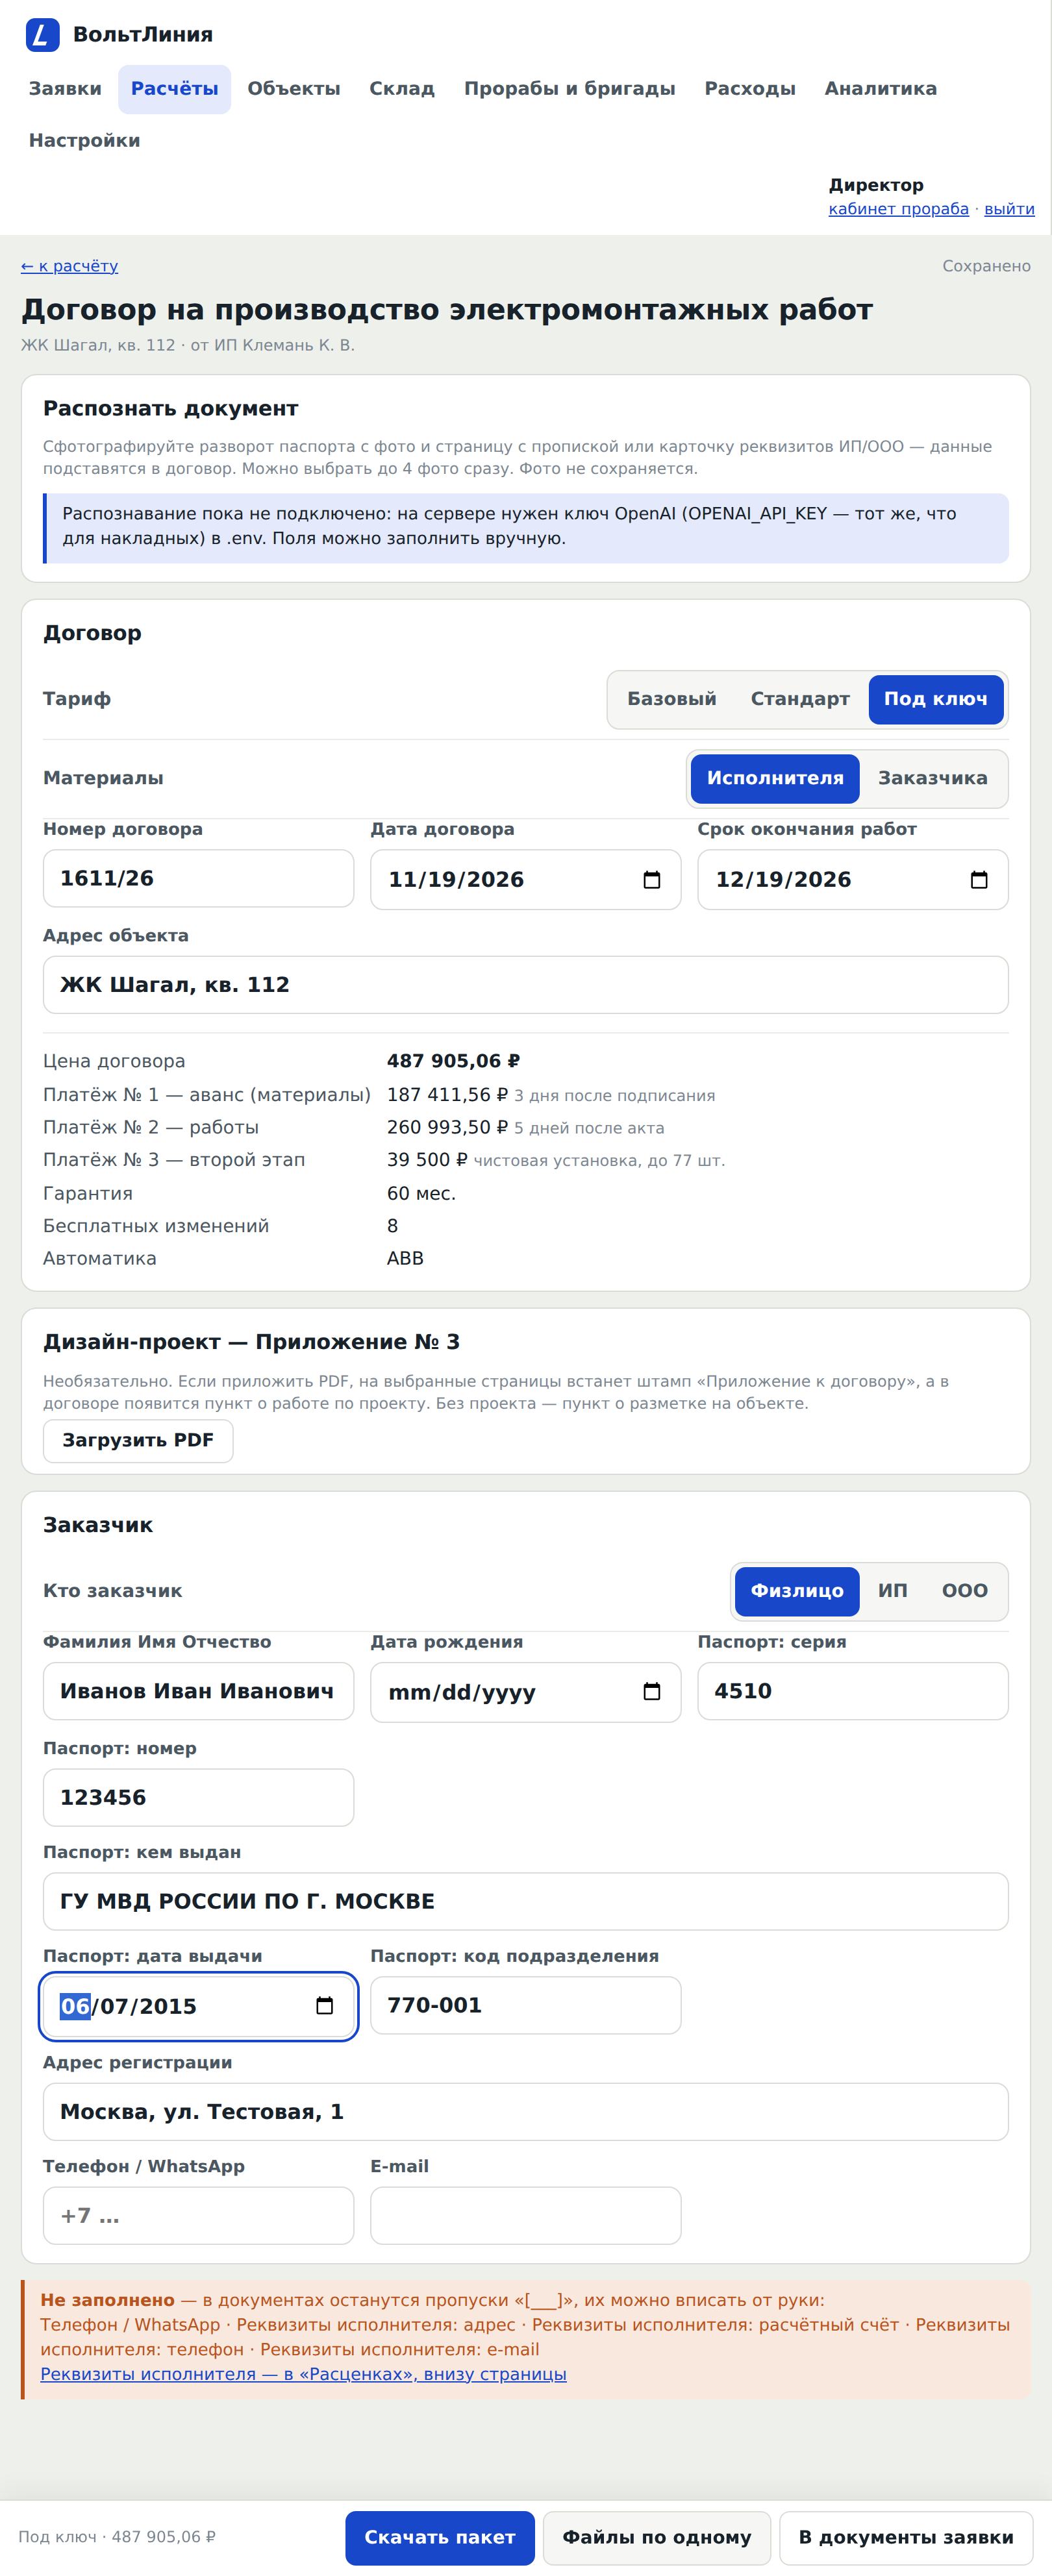 ВольтЛиния
Заявки Расчёты Объекты Склад Прорабы и бригады Расходы Аналитика
Настройки
Директор
кабинет прораба · выйти
← к расчёту Сохранено
Договор на производство электромонтажных работ
ЖК Шагал, кв. 112 · от ИП Клемань К. В.
Распознать документ
Сфотографируйте разворот паспорта с фото и страницу с пропиской или карточку реквизитов ИП/ООО — данные
подставятся в договор. Можно выбрать до 4 фото сразу. Фото не сохраняется.
Распознавание пока не подключено: на сервере нужен ключ OpenAI (OPENAI_API_KEY — тот же, что
для накладных) в .env. Поля можно заполнить вручную.
Договор
Тариф Базовый Стандарт Под ключ
Материалы Исполнителя Заказчика
Номер договора Дата договора Срок окончания работ
1611/26 11/19/2026 12/19/2026
Адрес объекта
ЖК Шагал, кв. 112
Цена договора 487 905,06 ₽
Платёж № 1 — аванс (материалы) 187 411,56 ₽ 3 дня после подписания
Платёж № 2 — работы 260 993,50 ₽ 5 дней после акта
Платёж № 3 — второй этап 39 500 ₽ чистовая установка, до 77 шт.
Гарантия 60 мес.
Бесплатных изменений 8
Автоматика ABB
Дизайн-проект — Приложение № 3
Необязательно. Если приложить PDF, на выбранные страницы встанет штамп «Приложение к договору», а в
договоре появится пункт о работе по проекту. Без проекта — пункт о разметке на объекте.
Загрузить PDF
Заказчик
Кто заказчик Физлицо ИП ООО
Фамилия Имя Отчество Дата рождения Паспорт: серия
Иванов Иван Иванович mm/dd/yyyy 4510
Паспорт: номер
123456
Паспорт: кем выдан
ГУ МВД РОССИИ ПО Г. МОСКВЕ
Паспорт: дата выдачи Паспорт: код подразделения
06/07/2015 770-001
Адрес регистрации
Москва, ул. Тестовая, 1
Телефон / WhatsApp E-mail
+7 ...
Не заполнено — в документах останутся пропуски «[___]», их можно вписать от руки:
Телефон / WhatsApp · Реквизиты исполнителя: адрес · Реквизиты исполнителя: расчётный счёт · Реквизиты
исполнителя: телефон · Реквизиты исполнителя: e-mail
Реквизиты исполнителя — в «Расценках», внизу страницы
Под ключ · 487 905,06 ₽ Скачать пакет Файлы по одному В документы заявки